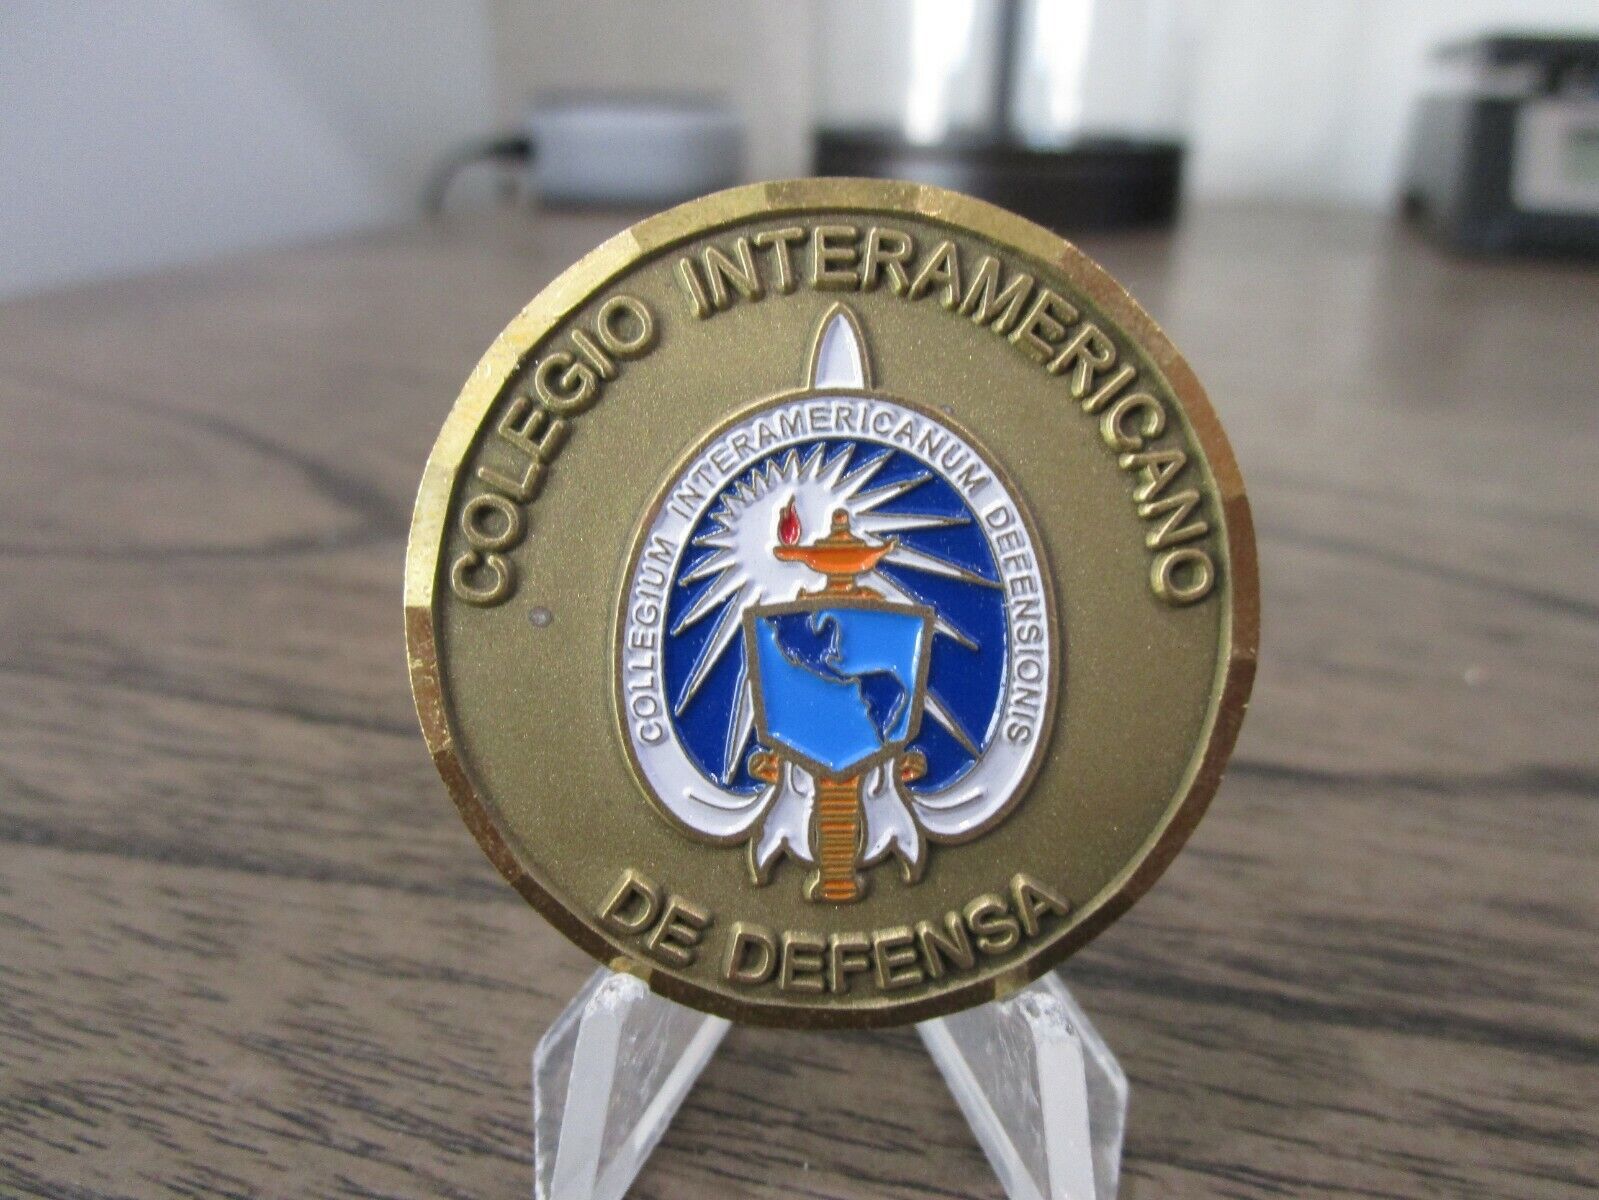 COLEGIO INTERAMERICANO
COLLEGIUM INTERAMERICANUM DEFENSIONIS
DE DEFENSA